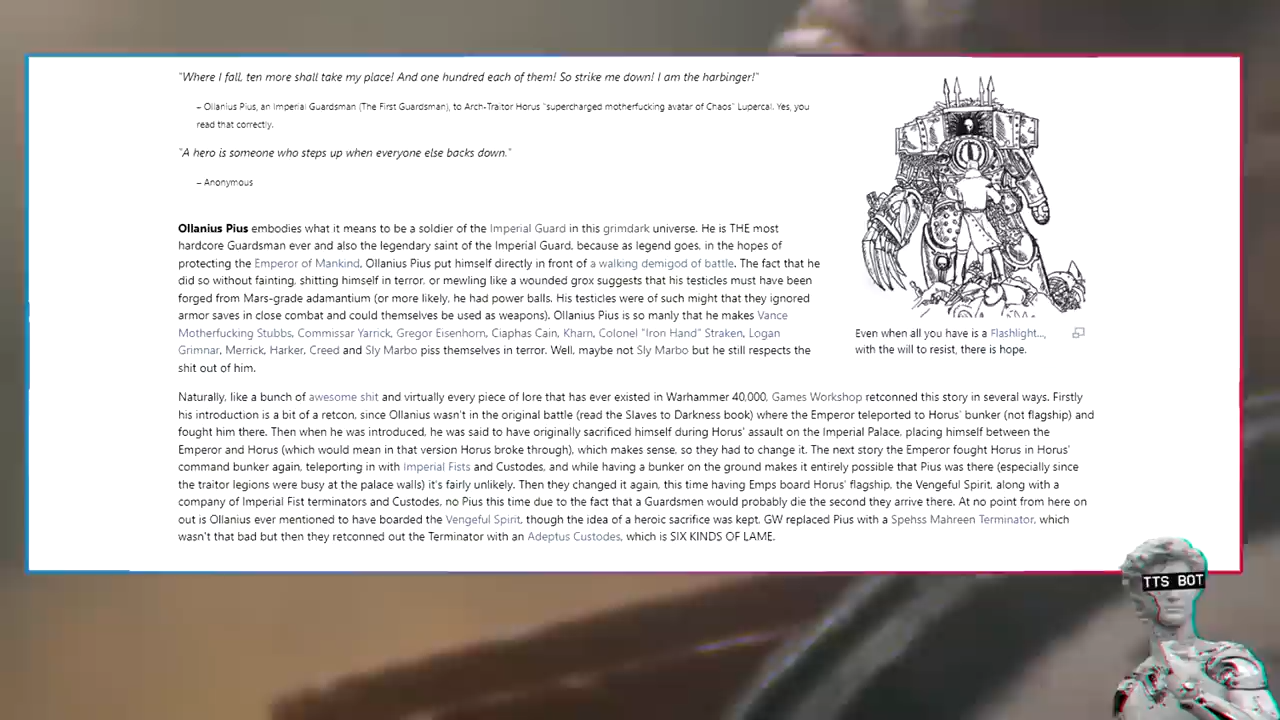 "Where I fall, ten more shall take my place! And one hundred each of them! So strike me down! I am the harbinger!"
– Ollanius Pius, an Imperial Guardsman (The First Guardsman), to Arch-Traitor Horus "supercharged motherfucking avatar of Chaos" Lupercal. Yes, you
read that correctly.
"A hero is someone who steps up when everyone else backs down."
– Anonymous
Ollanius Pius embodies what it means to be a soldier of the Imperial Guard in this grimdark universe. He is THE most
hardcore Guardsman ever and also the legendary saint of the Imperial Guard, because as legend goes, in the hopes of
protecting the Emperor of Mankind, Ollanius Pius put himself directly in front of a walking demigod of battle. The fact that he
did so without fainting, shitting himself in terror, or mewling like a wounded grox suggests that his testicles must have been
forged from Mars-grade adamantium (or more likely, he had power balls. His testicles were of such might that they ignored
armor saves in close combat and could themselves be used as weapons). Ollanius Pius is so manly that he makes Vance
Motherfucking Stubbs, Commissar Yarrick, Gregor Eisenhorn, Ciaphas Cain, Kharn, Colonel "Iron Hand" Straken, Logan
Grimnar, Merrick, Harker, Creed and Sly Marbo piss themselves in terror. Well, maybe not Sly Marbo but he still respects the
shit out of him.
Even when all you have is a Flashlight...,
with the will to resist, there is hope.
Naturally, like a bunch of awesome shit and virtually every piece of lore that has ever existed in Warhammer 40,000, Games Workshop retconned this story in several ways. Firstly
his introduction is a bit of a retcon, since Ollanius wasn't in the original battle (read the Slaves to Darkness book) where the Emperor teleported to Horus' bunker (not flagship) and
fought him there. Then when he was introduced, he was said to have originally sacrificed himself during Horus' assault on the Imperial Palace, placing himself between the
Emperor and Horus (which would mean in that version Horus broke through), which makes sense, so they had to change it. The next story the Emperor fought Horus in Horus'
command bunker again, teleporting in with Imperial Fists and Custodes, and while having a bunker on the ground makes it entirely possible that Pius was there (especially since
the traitor legions were busy at the palace walls) it's fairly unlikely. Then they changed it again, this time having Emps board Horus' flagship, the Vengeful Spirit, along with a
company of Imperial Fist terminators and Custodes, no Pius this time due to the fact that a Guardsmen would probably die the second they arrive there. At no point from here on
out is Ollanius ever mentioned to have boarded the Vengeful Spirit, though the idea of a heroic sacrifice was kept. GW replaced Pius with a Spehss Mahreen Terminator, which
wasn't that bad but then they retconned out the Terminator with an Adeptus Custodes, which is SIX KINDS OF LAME.
TTS BOT